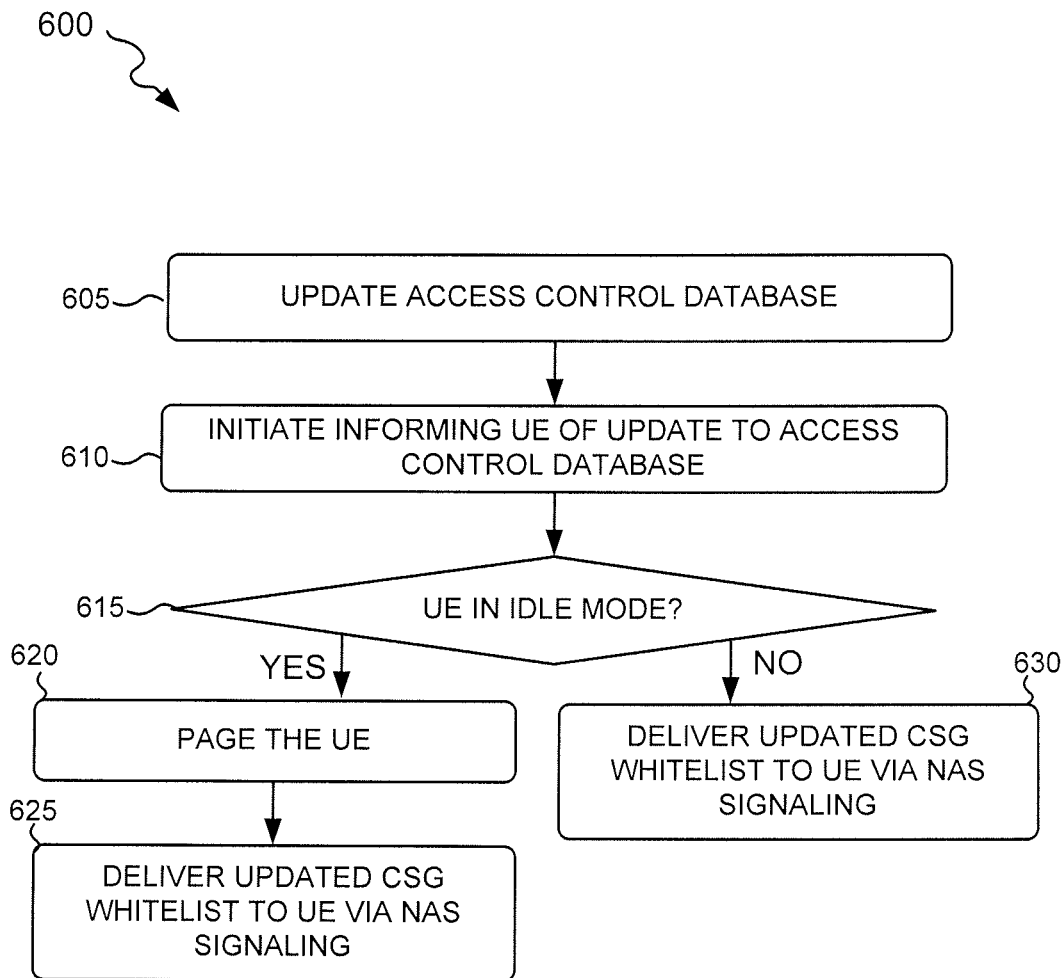 600
605
UPDATE ACCESS CONTROL DATABASE
610
INITIATE INFORMING UE OF UPDATE TO ACCESS
CONTROL DATABASE
615
UE IN IDLE MODE?
YES
NO
620
PAGE THE UE
630
DELIVER UPDATED CSG
WHITELIST TO UE VIA NAS
SIGNALING
625
DELIVER UPDATED CSG
WHITELIST TO UE VIA NAS
SIGNALING